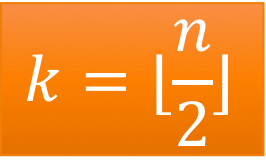 k = ⌊n/2⌋